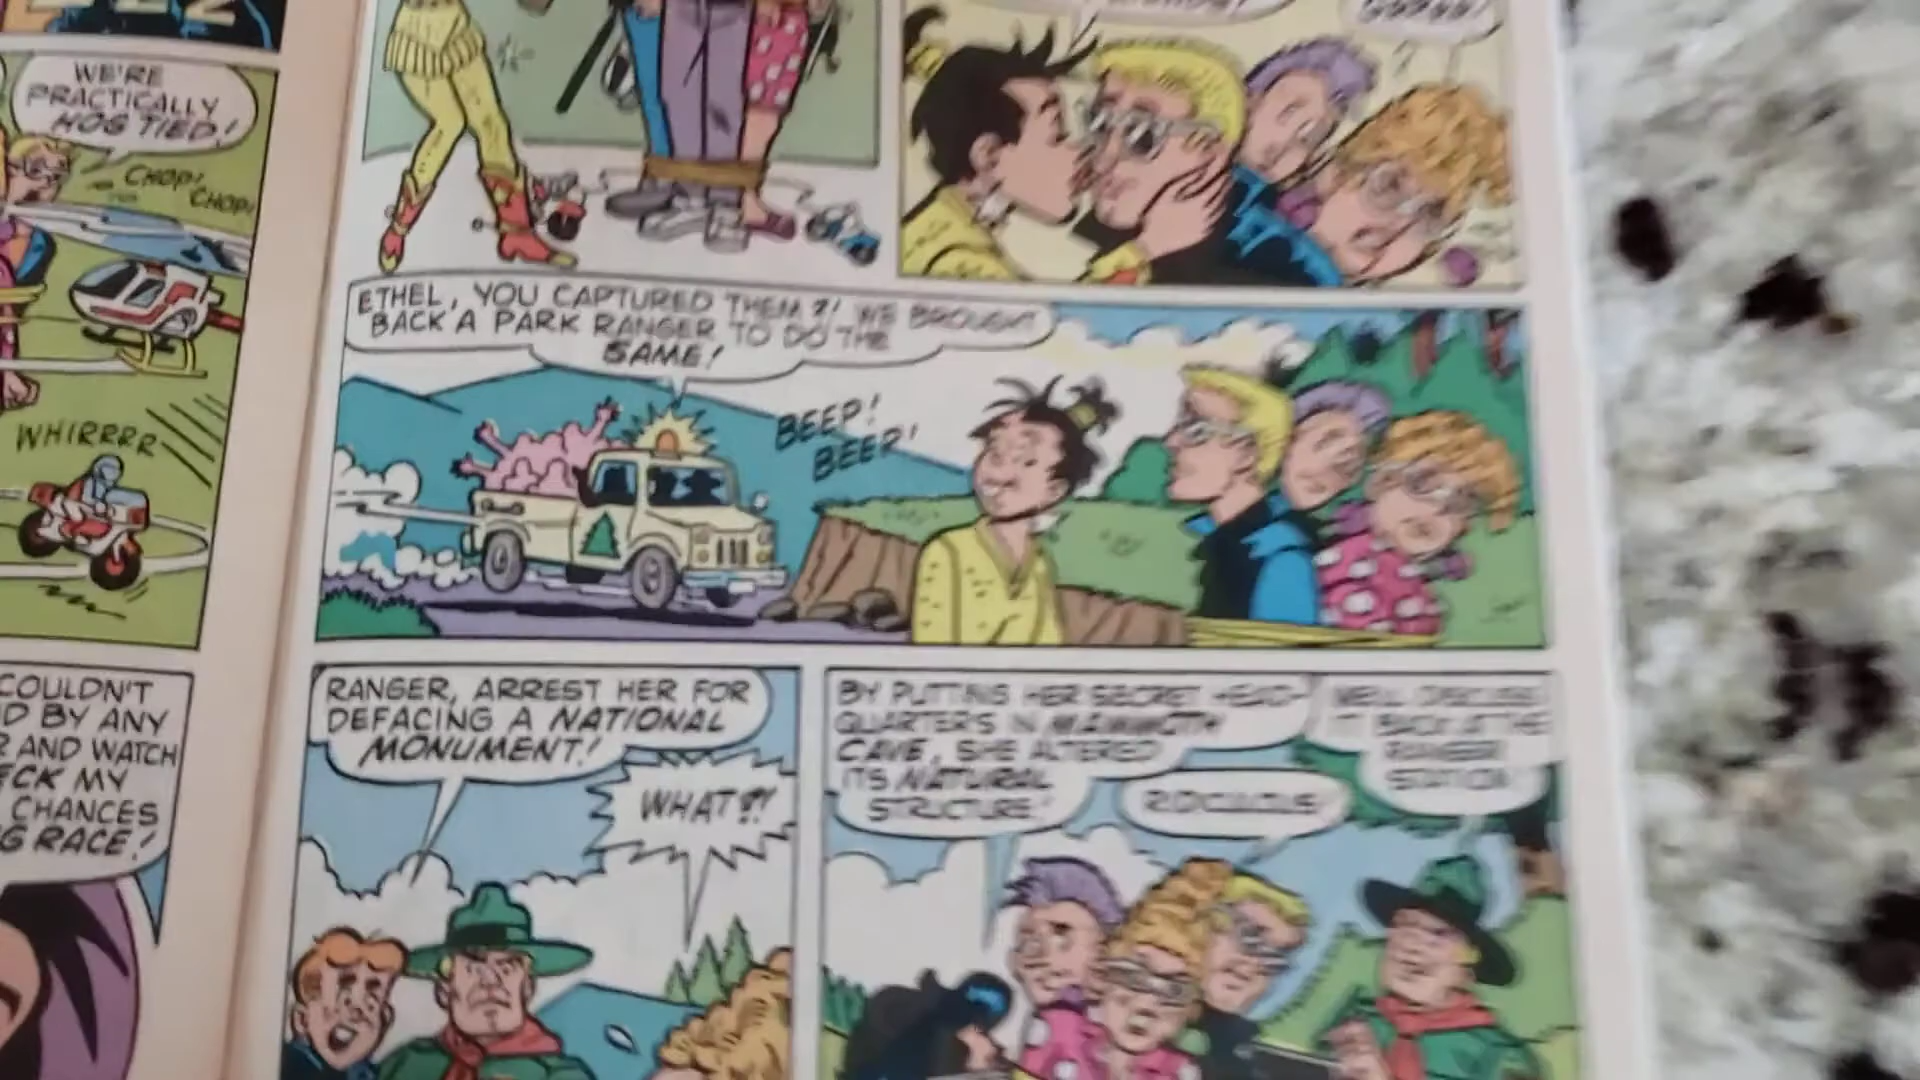 WE'RE
PRACTICALLY
HOG TIED!
CHOP!
CHOP!
WHIRRRR
COULDN'T
BY ANY
AND WATCH
MY
CHANCES
RACE!
ETHEL, YOU CAPTURED THEM?! WE BROUGHT
BACK A PARK RANGER TO DO THE
SAME!
BEEP!
BEEP!
RANGER, ARREST HER FOR
DEFACING A NATIONAL
MONUMENT!
WHAT?!
BY PUTTING HER SECRET HEAD-
QUARTERS IN MAMMOTH
CAVE, SHE ALTERED
ITS NATURAL
STRUCTURE!
RIDICULOUS!
WE'LL DISCUSS
IT BACK AT THE
RANGER
STATION!